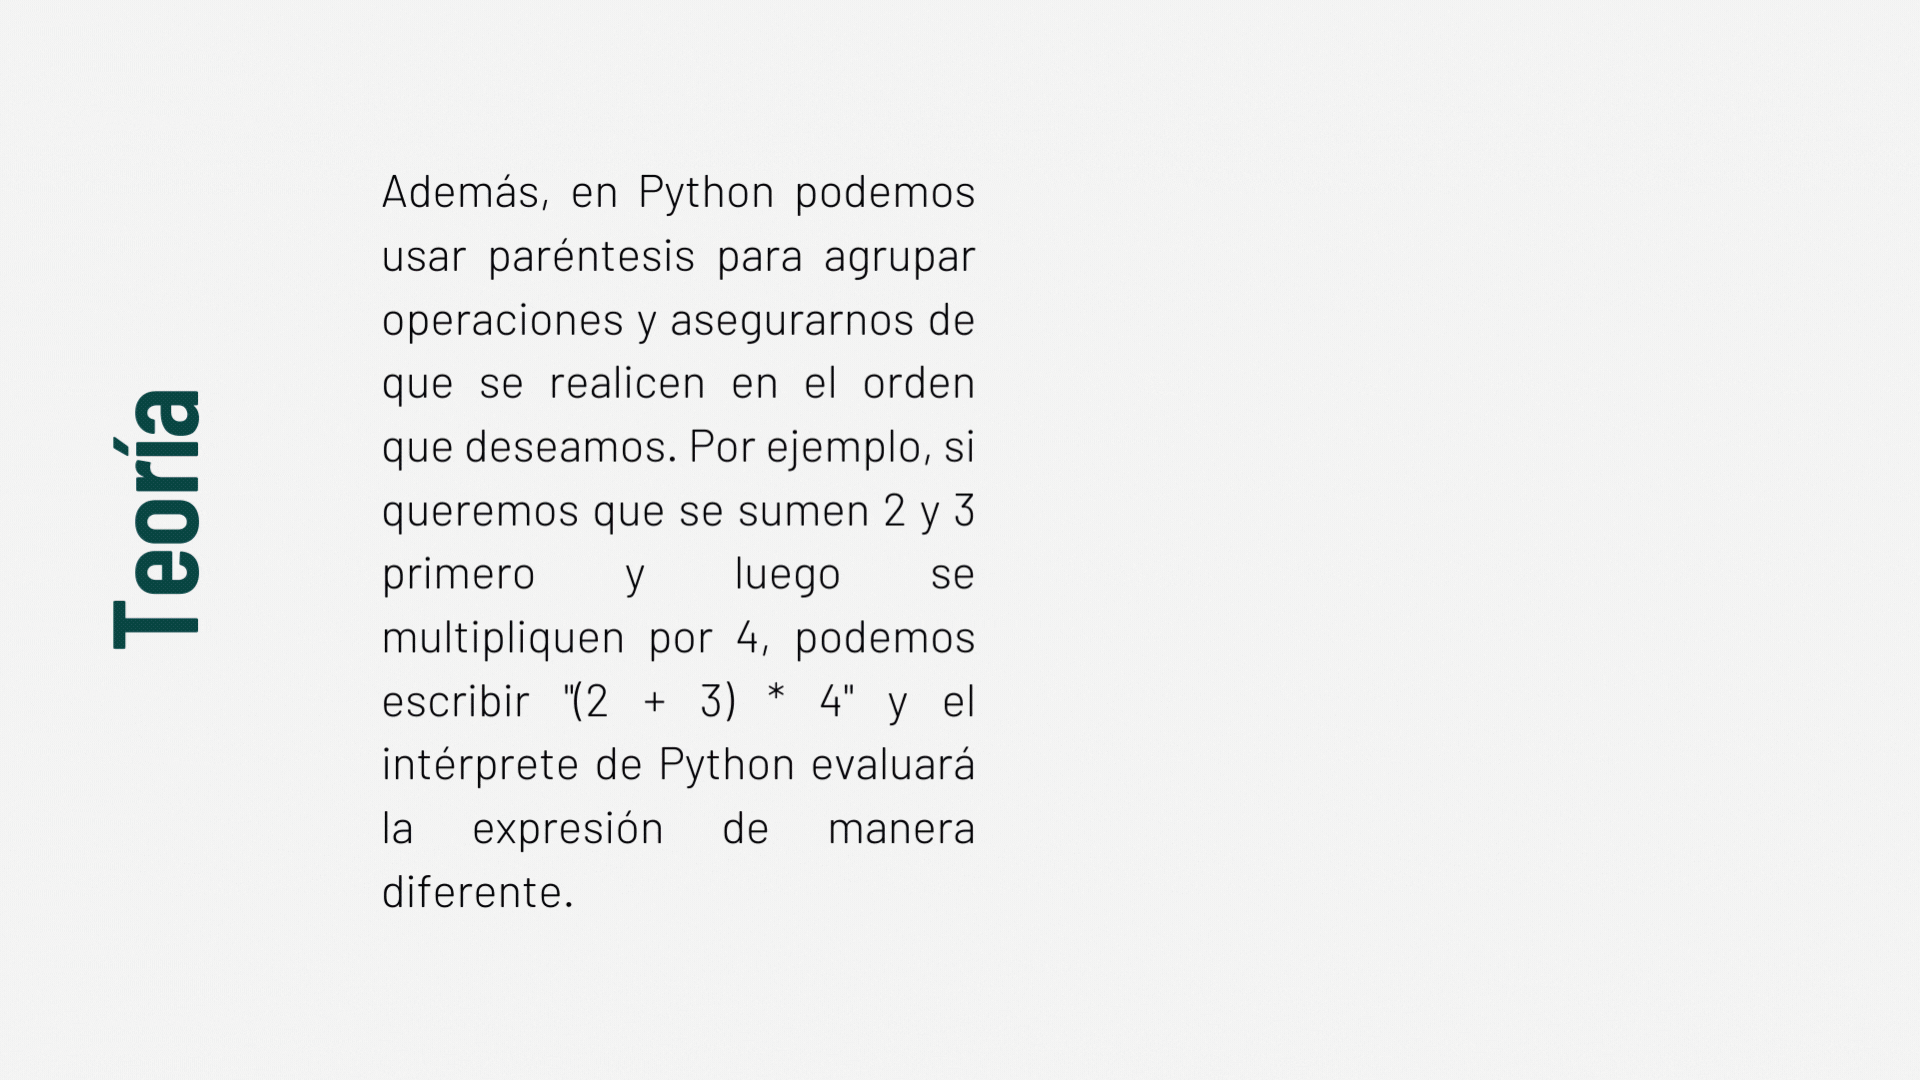 Teoría
Además, en Python podemos
usar paréntesis para agrupar
operaciones y asegurarnos de
que se realicen en el orden
que deseamos. Por ejemplo, si
queremos que se sumen 2 y 3
primero y luego se
multipliquen por 4, podemos
escribir "(2 + 3) * 4" y el
intérprete de Python evaluará
la expresión de manera
diferente.